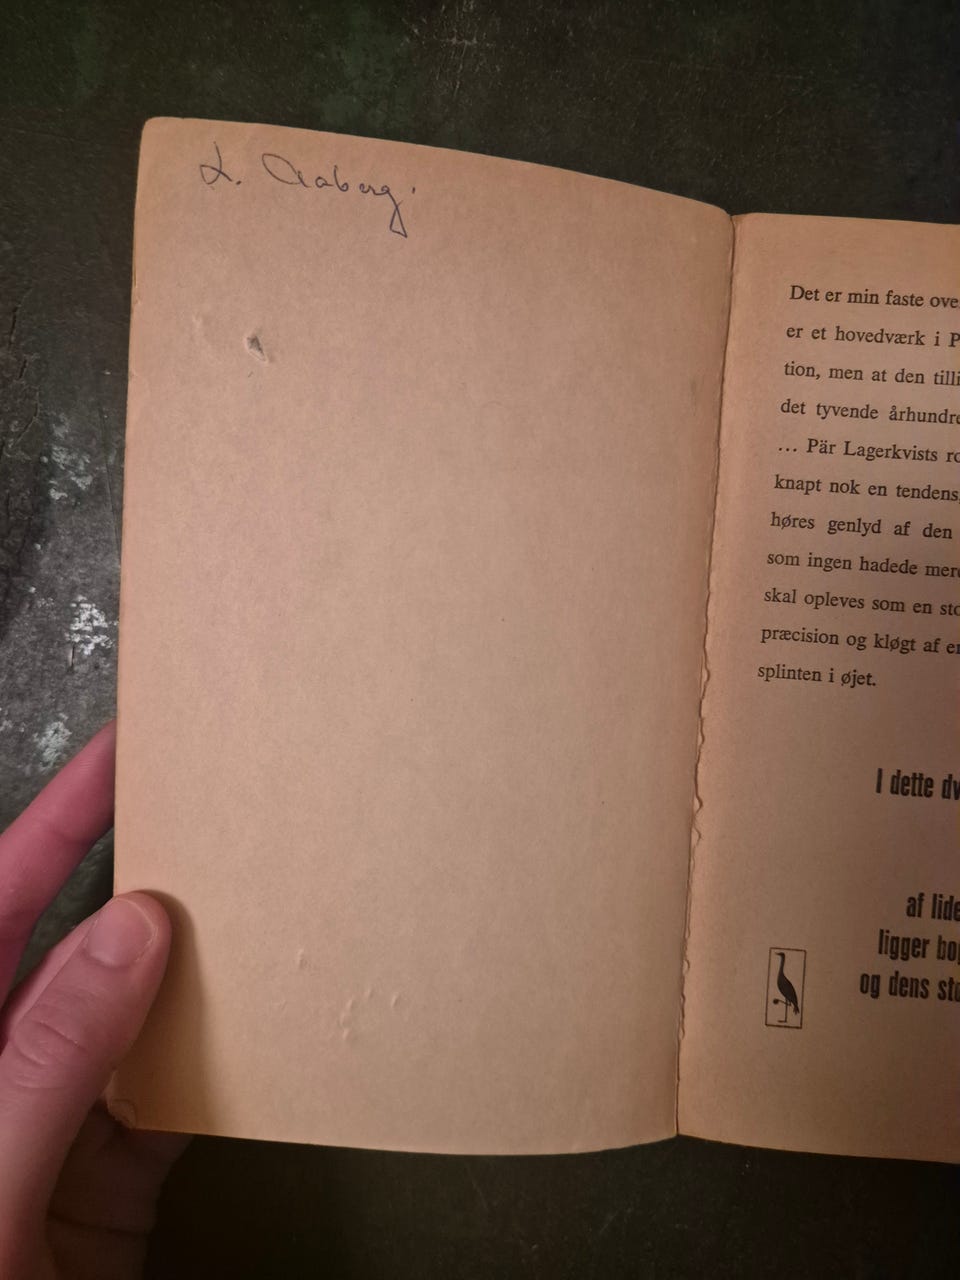 L. Aaberg.
Det er min faste ove
er et hovedværk i P
tion, men at den tilli
det tyvende århundre
... Pär Lagerkvists ro
knapt nok en tendens,
høres genlyd af den
som ingen hadede mere
skal opleves som en sto
præcision og kløgt af en
splinten i øjet.
I dette dv
af lide
ligger bog
og dens stø